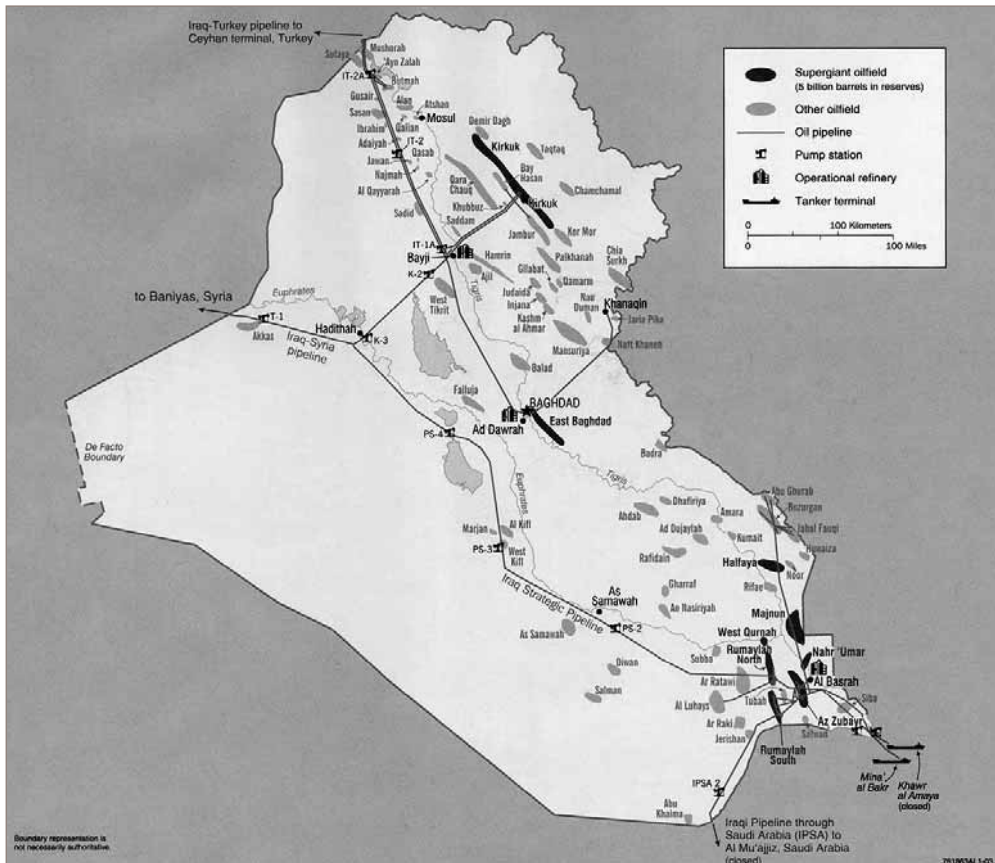 Iraq-Turkey pipeline to
Ceyhan terminal, Turkey
Supergiant oilfield
(5 billion barrels in reserves)
Other oilfield
Oil pipeline
Pump station
Operational refinery
Tanker terminal
0 100 Kilometers
0 100 Miles
Mushorah
Sufaya
'Ayn Zalah
IT-2A
Butmah
Gusair
Alan
Atshan
Sasan
Mosul
Ibrahim
Qalian
Demir Dagh
Adaiyah
IT-2
Kirkuk
Taqtaq
Jawan
Qasab
Najmah
Bay
Hasan
Qara
Chauq
Al Qayyarah
Chamchamal
Khubbuz
Kirkuk
Sadid
Saddam
Jambur
Kor Mor
IT-1A
Bayji
Hamrin
Palkhanah
Chia
Surkh
K-2
Ajil
Gilabat
Qamarm
to Baniyas, Syria
Euphrates
West
Tikrit
Tigris
Judaida
Injana
Nau
Duman
Khanaqin
Jaria Pika
T-1
Akkas
Hadithah
K-3
Kashm
al Ahmar
Iraq-Syria
pipeline
Mansuriya
Naft Khaneh
Balad
Falluja
BAGHDAD
Ad Dawrah
East Baghdad
PS-4
De Facto
Boundary
Badra
Euphrates
Tigris
Abu Ghurab
Buzurgan
Dhafiriya
Ahdab
Amara
Jabal Fauqi
Marjan
Al Kifl
Ad Dujaylah
Kumait
Huwaiza
PS-3
West
Kifl
Rafidain
Halfaya
Noor
Rifae
Gharraf
Iraq Strategic Pipeline
As
Samawah
An Nasiriyah
Majnun
As Samawah
PS-2
West Qurnah
Subba
Rumaylah
North
Nahr 'Umar
Diwan
Ar Ratawi
Al Basrah
Salman
Al Luhays
Tubah
Siba
Ar Raki
Az Zubayr
Jerishan
Safwan
Rumaylah
South
IPSA 2
Mina'
al Bakr
Khawr
al Amaya
(closed)
Abu
Khaima
Iraqi Pipeline through
Saudi Arabia (IPSA) to
Al Mu'ajjiz, Saudi Arabia
(closed)
Boundary representation is
not necessarily authoritative.